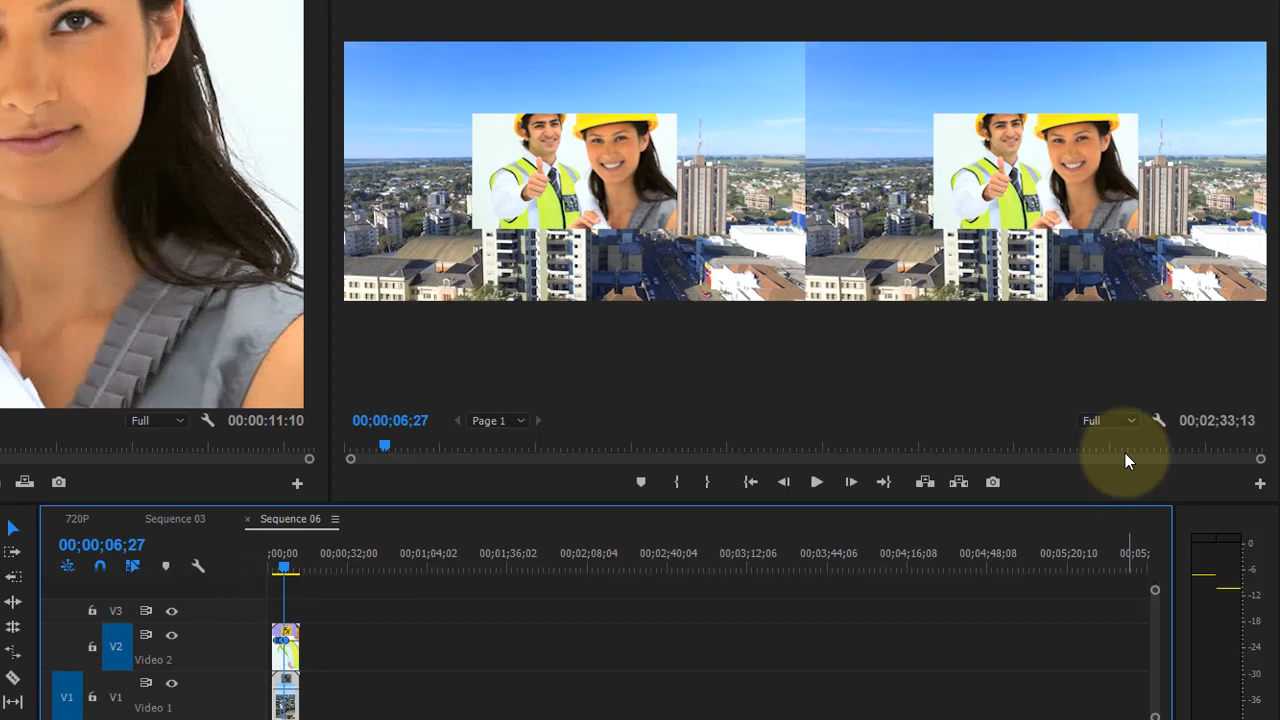 Full
00:00:11:10
00;00;06;27
Page 1
Full
00;02;33;13
720P
Sequence 03
× Sequence 06
00;00;06;27
;00;00
00;00;32;00
00;01;04;02
00;01;36;02
00;02;08;04
00;02;40;04
00;03;12;06
00;03;44;06
00;04;16;08
00;04;48;08
00;05;20;10
00;05;
V3
V2
Video 2
V1
V1
Video 1
0
-6
-12
-18
-24
-30
-36